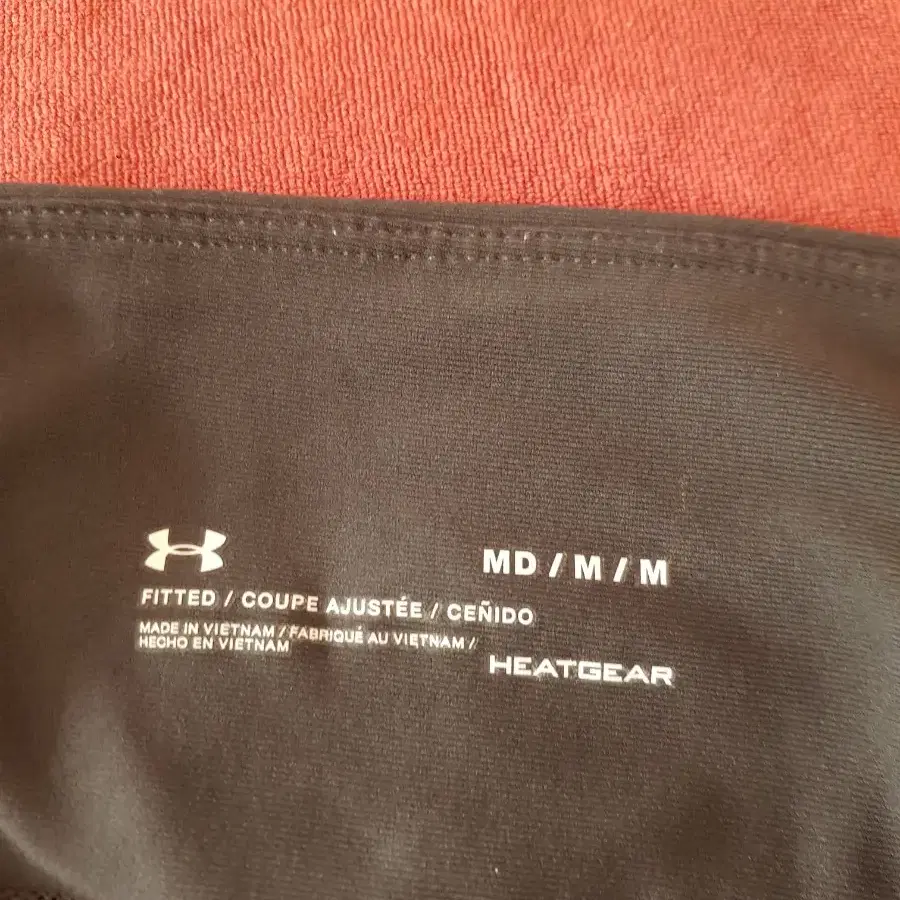 MD / M / M
FITTED / COUPE AJUSTÉE / CEÑIDO
MADE IN VIETNAM / FABRIQUÉ AU VIETNAM /
HECHO EN VIETNAM
HEATGEAR